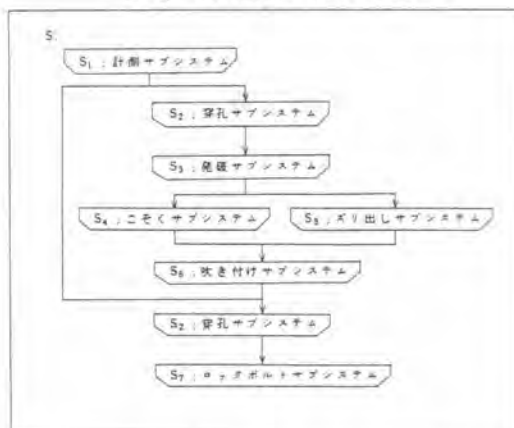 S
S₁;計測サブシステム
S₂;穿孔サブシステム
S₃;発破サブシステム
S₄;こそくサブシステム
S₅;ズリ出しサブシステム
S₆;吹き付けサブシステム
S₂;穿孔サブシステム
S₇;ロックボルトサブシステム